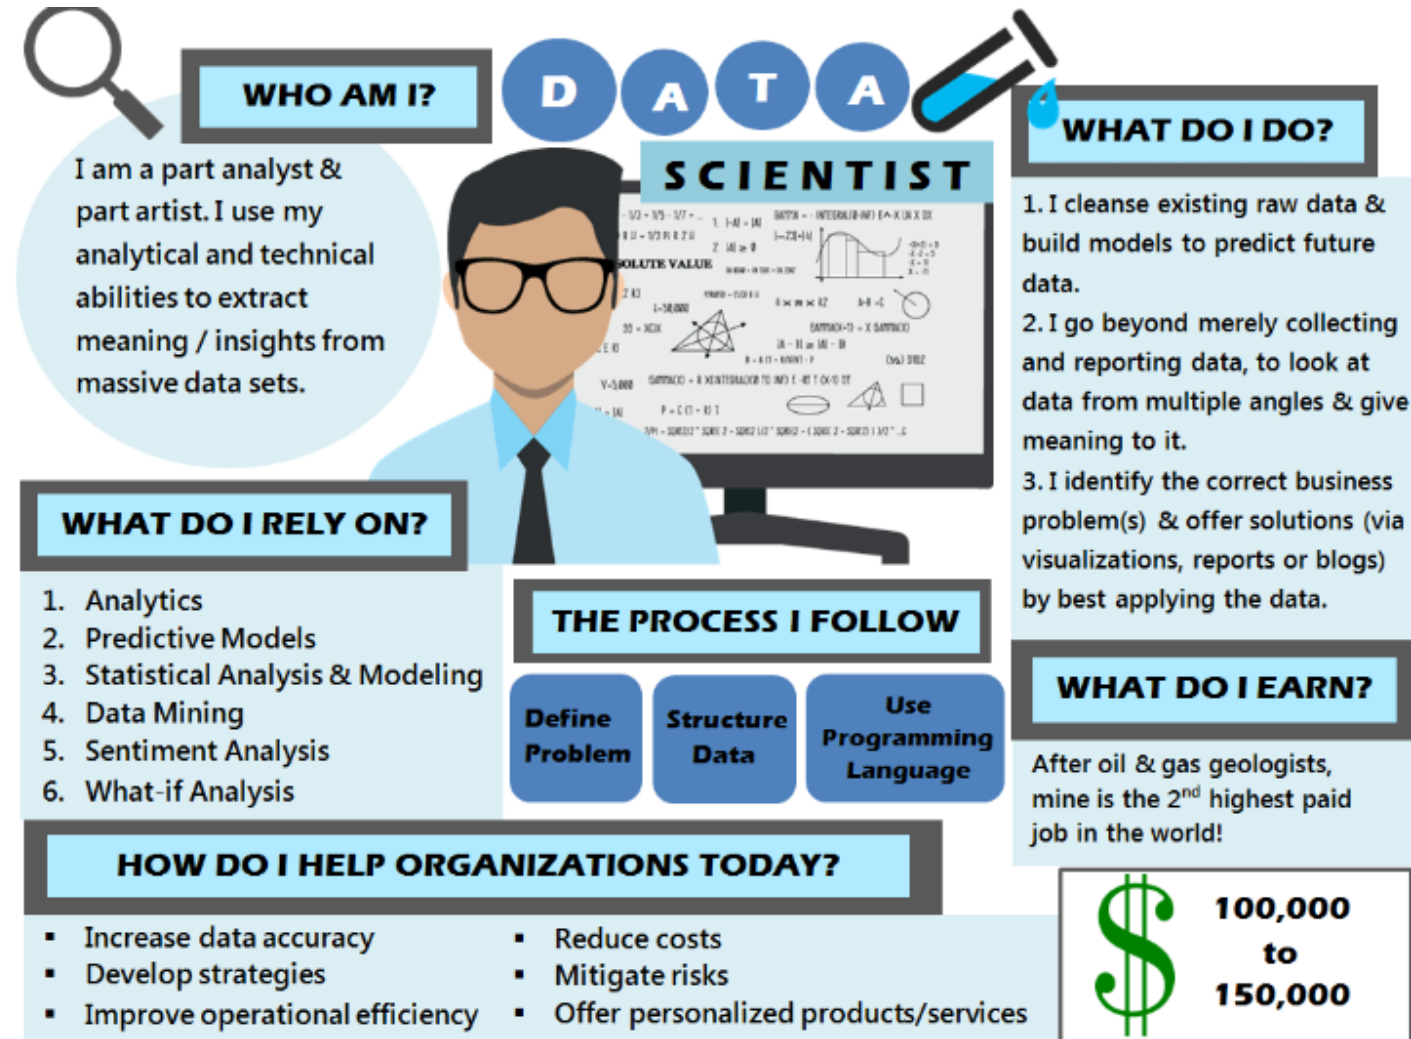 WHO AM I?
I am a part analyst &
part artist. I use my
analytical and technical
abilities to extract
meaning / insights from
massive data sets.
DATA
SCIENTIST
SOLUTE VALUE
WHAT DO I DO?
1. I cleanse existing raw data &
build models to predict future
data.
2. I go beyond merely collecting
and reporting data, to look at
data from multiple angles & give
meaning to it.
3. I identify the correct business
problem(s) & offer solutions (via
visualizations, reports or blogs)
by best applying the data.
WHAT DO I RELY ON?
1. Analytics
2. Predictive Models
3. Statistical Analysis & Modeling
4. Data Mining
5. Sentiment Analysis
6. What-if Analysis
THE PROCESS I FOLLOW
Define
Problem
Structure
Data
Use
Programming
Language
WHAT DO I EARN?
After oil & gas geologists,
mine is the 2nd highest paid
job in the world!
$
100,000
to
150,000
HOW DO I HELP ORGANIZATIONS TODAY?
▪ Increase data accuracy
▪ Develop strategies
▪ Improve operational efficiency
▪ Reduce costs
▪ Mitigate risks
▪ Offer personalized products/services